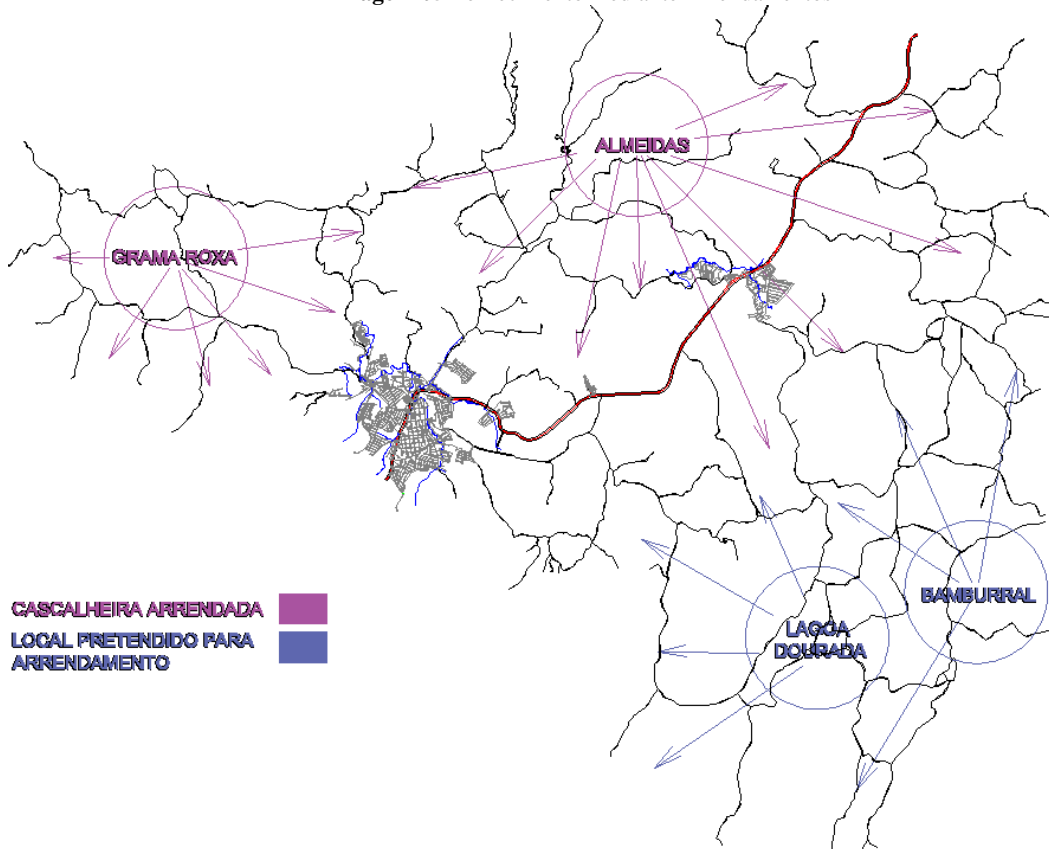 ALMEIDAS
GRAMA ROXA
BAMBURRAL
LAGOA
DOURADA
CASCALHEIRA ARRENDADA
LOCAL PRETENDIDO PARA
ARRENDAMENTO